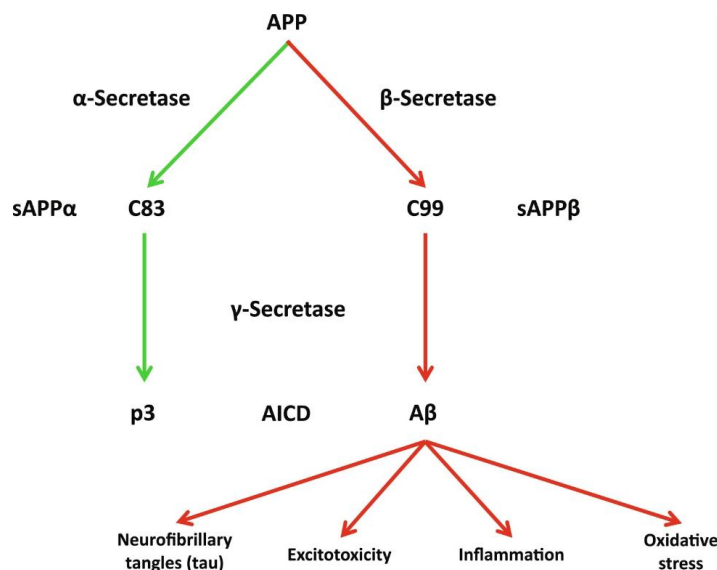 APP
α-Secretase
β-Secretase
sAPPα
C83
C99
sAPPβ
γ-Secretase
p3
AICD
Aβ
Neurofibrillary
tangles (tau)
Excitotoxicity
Inflammation
Oxidative
stress